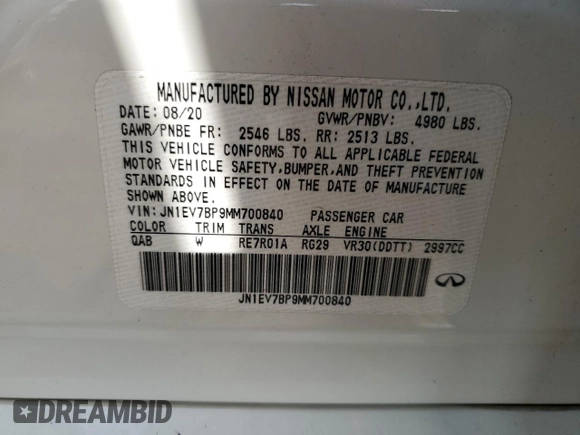 MANUFACTURED BY NISSAN MOTOR CO.,LTD.
DATE: 08/20 GVWR/PNBV: 4980 LBS.
GAWR/PNBE FR: 2546 LBS. RR: 2513 LBS.
THIS VEHICLE CONFORMS TO ALL APPLICABLE FEDERAL
MOTOR VEHICLE SAFETY,BUMPER,AND THEFT PREVENTION
STANDARDS IN EFFECT ON THE DATE OF MANUFACTURE
SHOWN ABOVE.
VIN: JN1EV7BP9MM700840 PASSENGER CAR
COLOR TRIM TRANS AXLE ENGINE
QAB W RE7R01A RG29 VR30(DDTT) 2997CC
JN1EV7BP9MM700840
DREAMBID